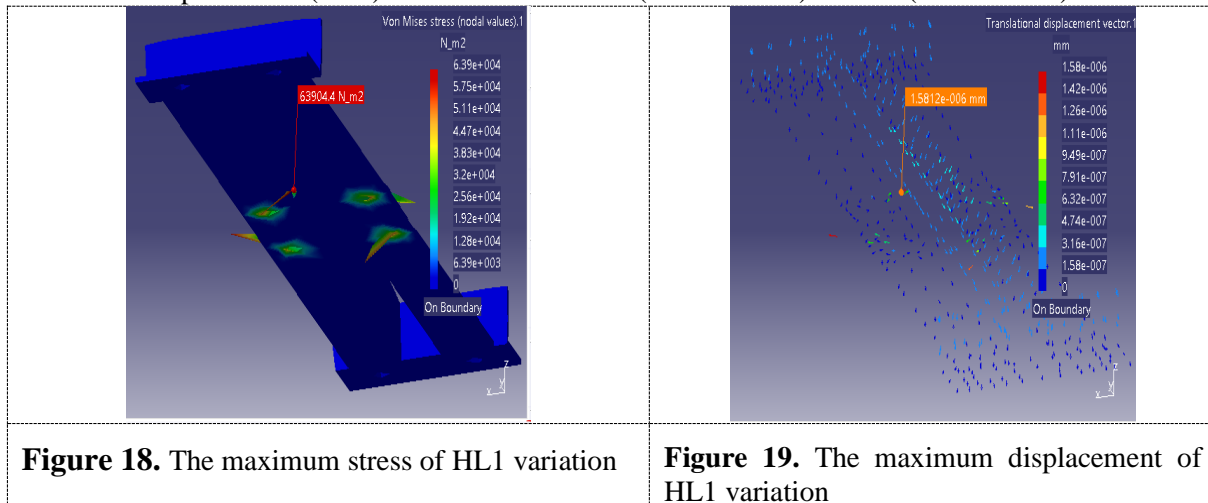 Von Mises stress (nodal values).1
N_m2
6.39e+004
5.75e+004
5.11e+004
4.47e+004
3.83e+004
3.2e+004
2.56e+004
1.92e+004
1.28e+004
6.39e+003
0
On Boundary
63904.4 N_m2
z
y
x
Translational displacement vector.1
mm
1.58e-006
1.42e-006
1.26e-006
1.11e-006
9.49e-007
7.91e-007
6.32e-007
4.74e-007
3.16e-007
1.58e-007
0
On Boundary
1.5812e-006 mm
z
y
x
Figure 18. The maximum stress of HL1 variation
Figure 19. The maximum displacement of
HL1 variation